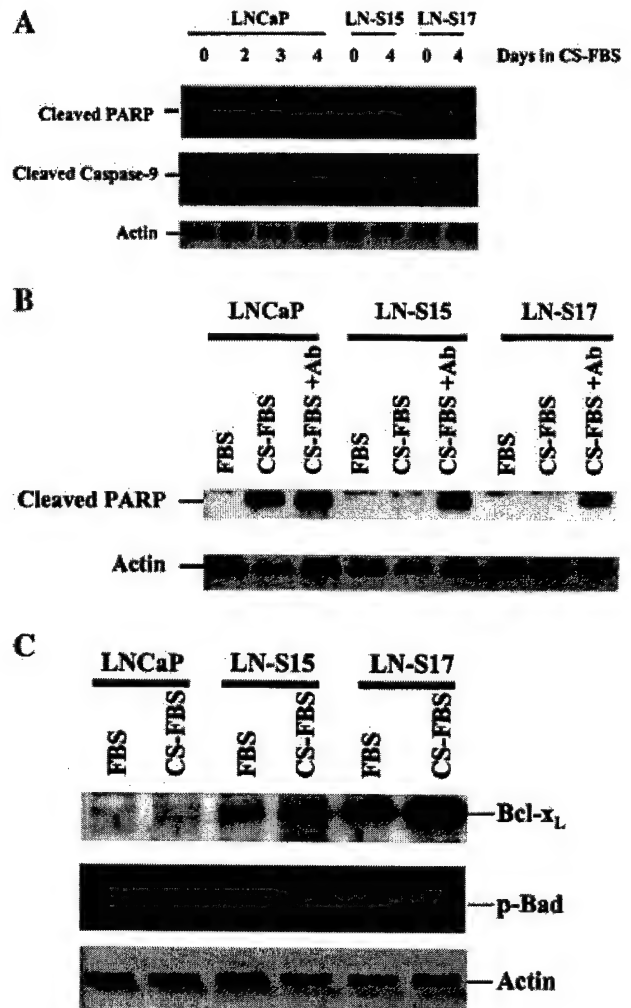 A
LNCaP LN-S15 LN-S17
0 2 3 4 0 4 0 4 Days in CS-FBS
Cleaved PARP
Cleaved Caspase-9
Actin
B
LNCaP LN-S15 LN-S17
FBS CS-FBS CS-FBS +Ab FBS CS-FBS CS-FBS +Ab FBS CS-FBS CS-FBS +Ab
Cleaved PARP
Actin
C
LNCaP LN-S15 LN-S17
FBS CS-FBS FBS CS-FBS FBS CS-FBS
Bcl-xL
p-Bad
Actin